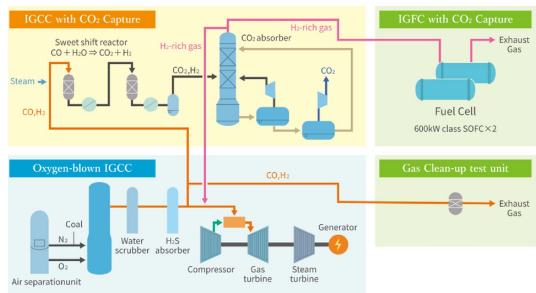 IGCC with CO₂ Capture
Sweet shift reactor
CO + H₂O ⇒ CO₂ + H₂
Steam
CO,H₂
CO₂,H₂
H₂-rich gas
H₂-rich gas
CO₂ absorber
CO₂
IGFC with CO₂ Capture
Exhaust
Gas
Fuel Cell
600kW class SOFC×2
Oxygen-blown IGCC
Coal
N₂
O₂
Air separationunit
Water
scrubber
H₂S
absorber
CO,H₂
Compressor
Gas
turbine
Steam
turbine
Generator
Gas Clean-up test unit
Exhaust
Gas